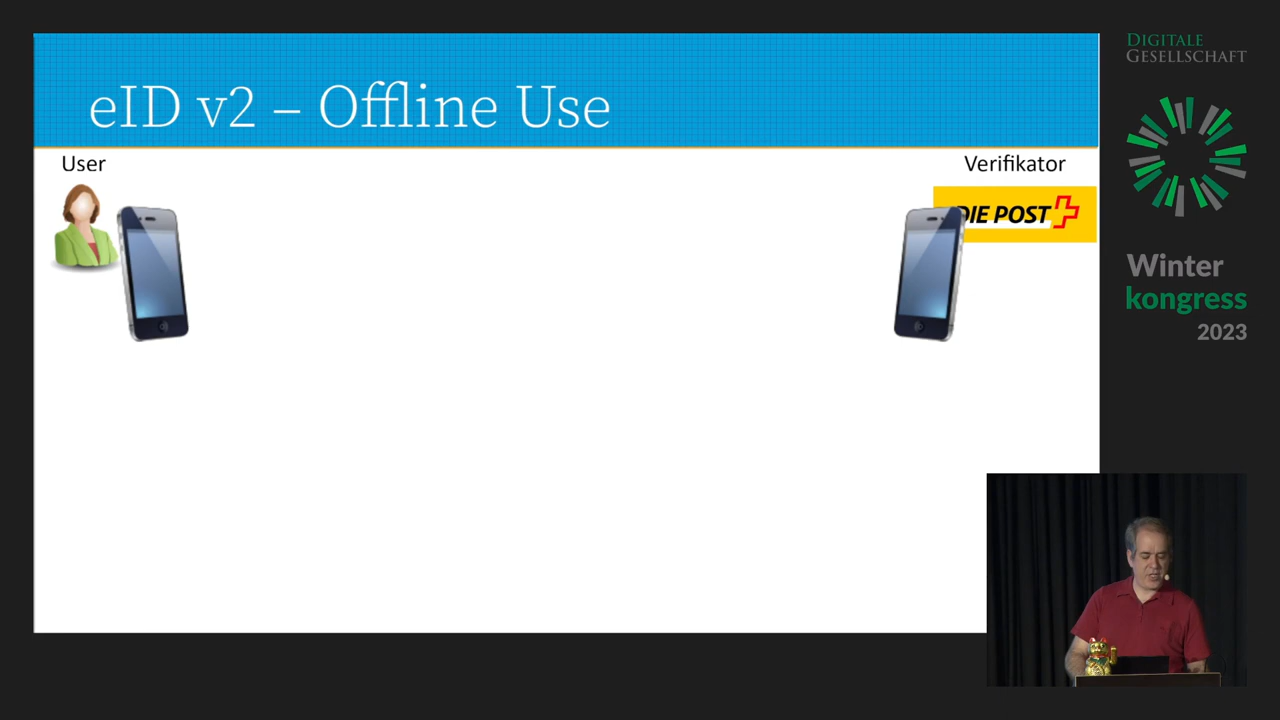 eID v2 – Offline Use
User
Verifikator
DIE POST
DIGITALE
GESELLSCHAFT
Winter
kongress
2023